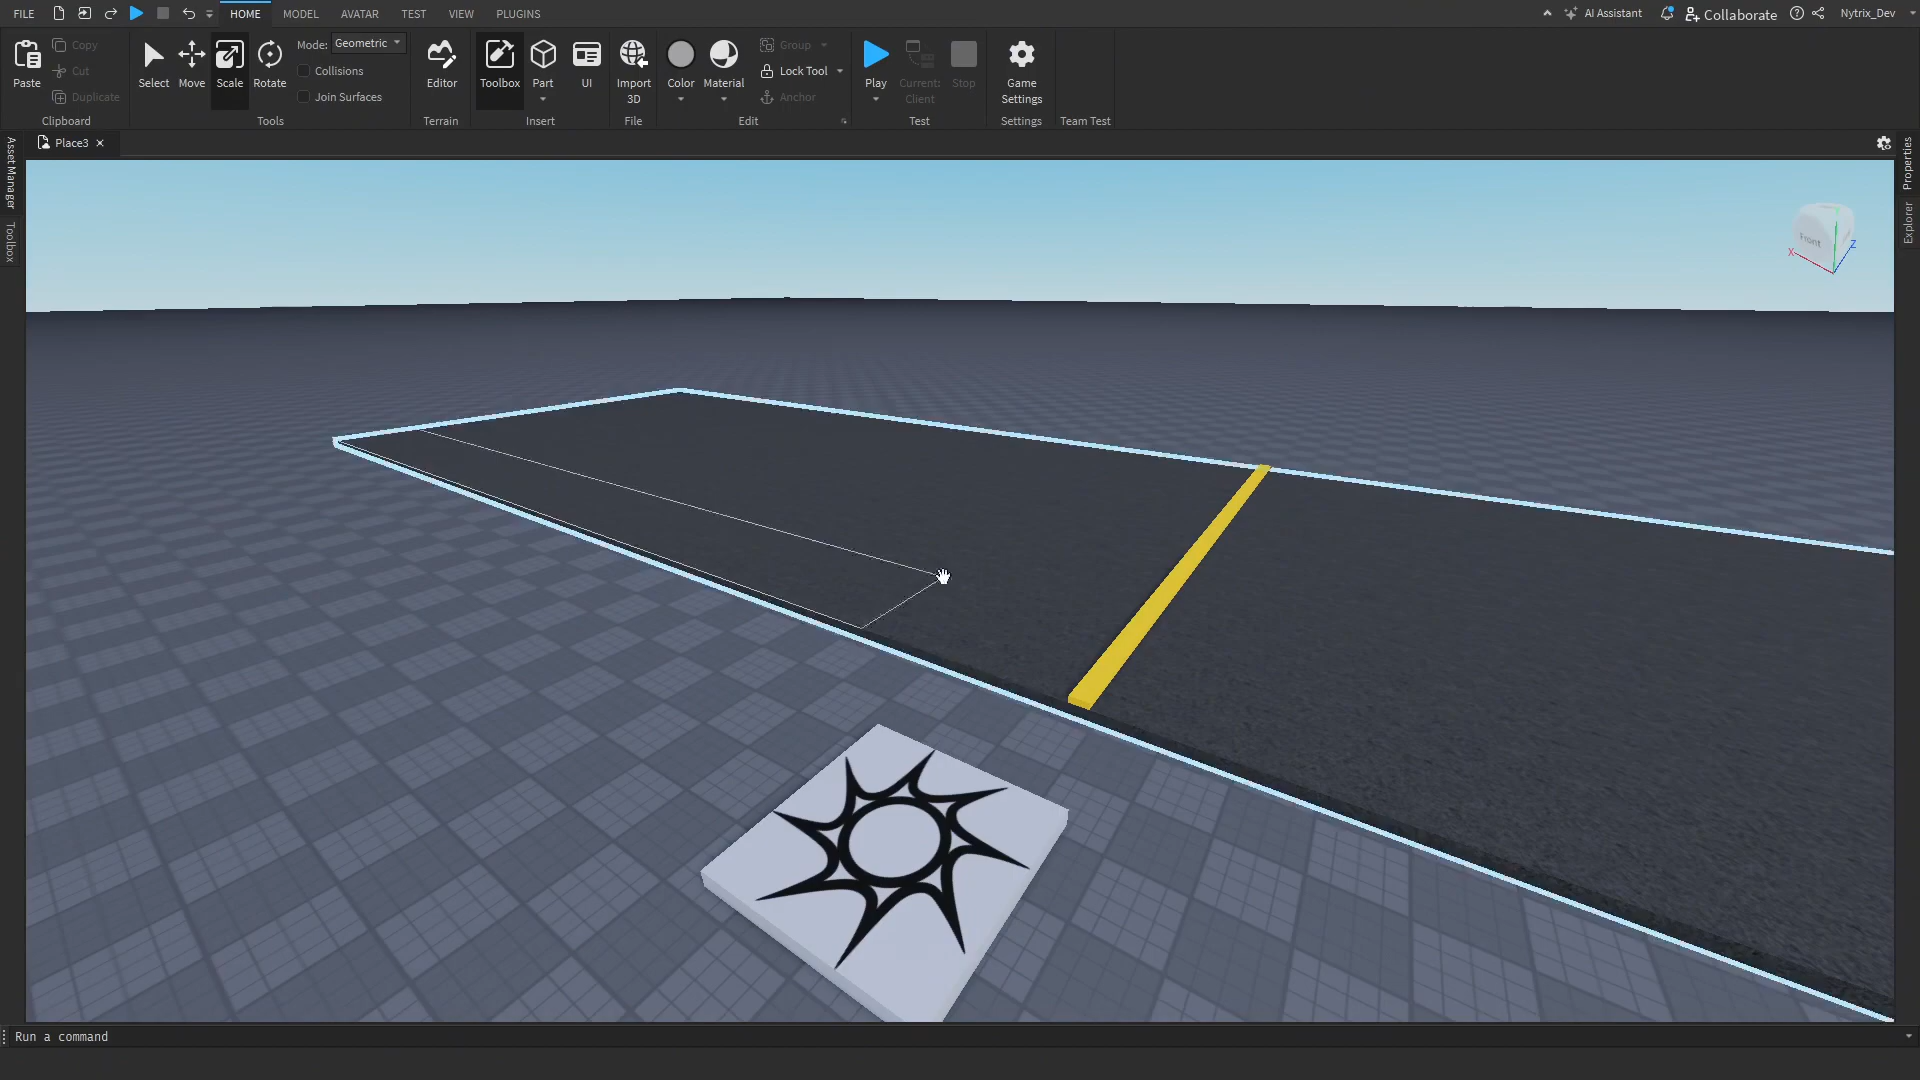 FILE HOME MODEL AVATAR TEST VIEW PLUGINS AI Assistant Collaborate Nytrix_Dev
Paste Copy Cut Duplicate
Clipboard
Select Move Scale Rotate
Mode: Geometric
Collisions
Join Surfaces
Tools
Editor
Terrain
Toolbox Part UI
Insert
Import
3D
File
Color Material
Group
Lock Tool
Anchor
Edit
Play
Current:
Client
Stop
Test
Game
Settings
Settings
Team Test
Place3
Asset Manager
Toolbox
Properties
Explorer
Front
X
Y
Z
Run a command